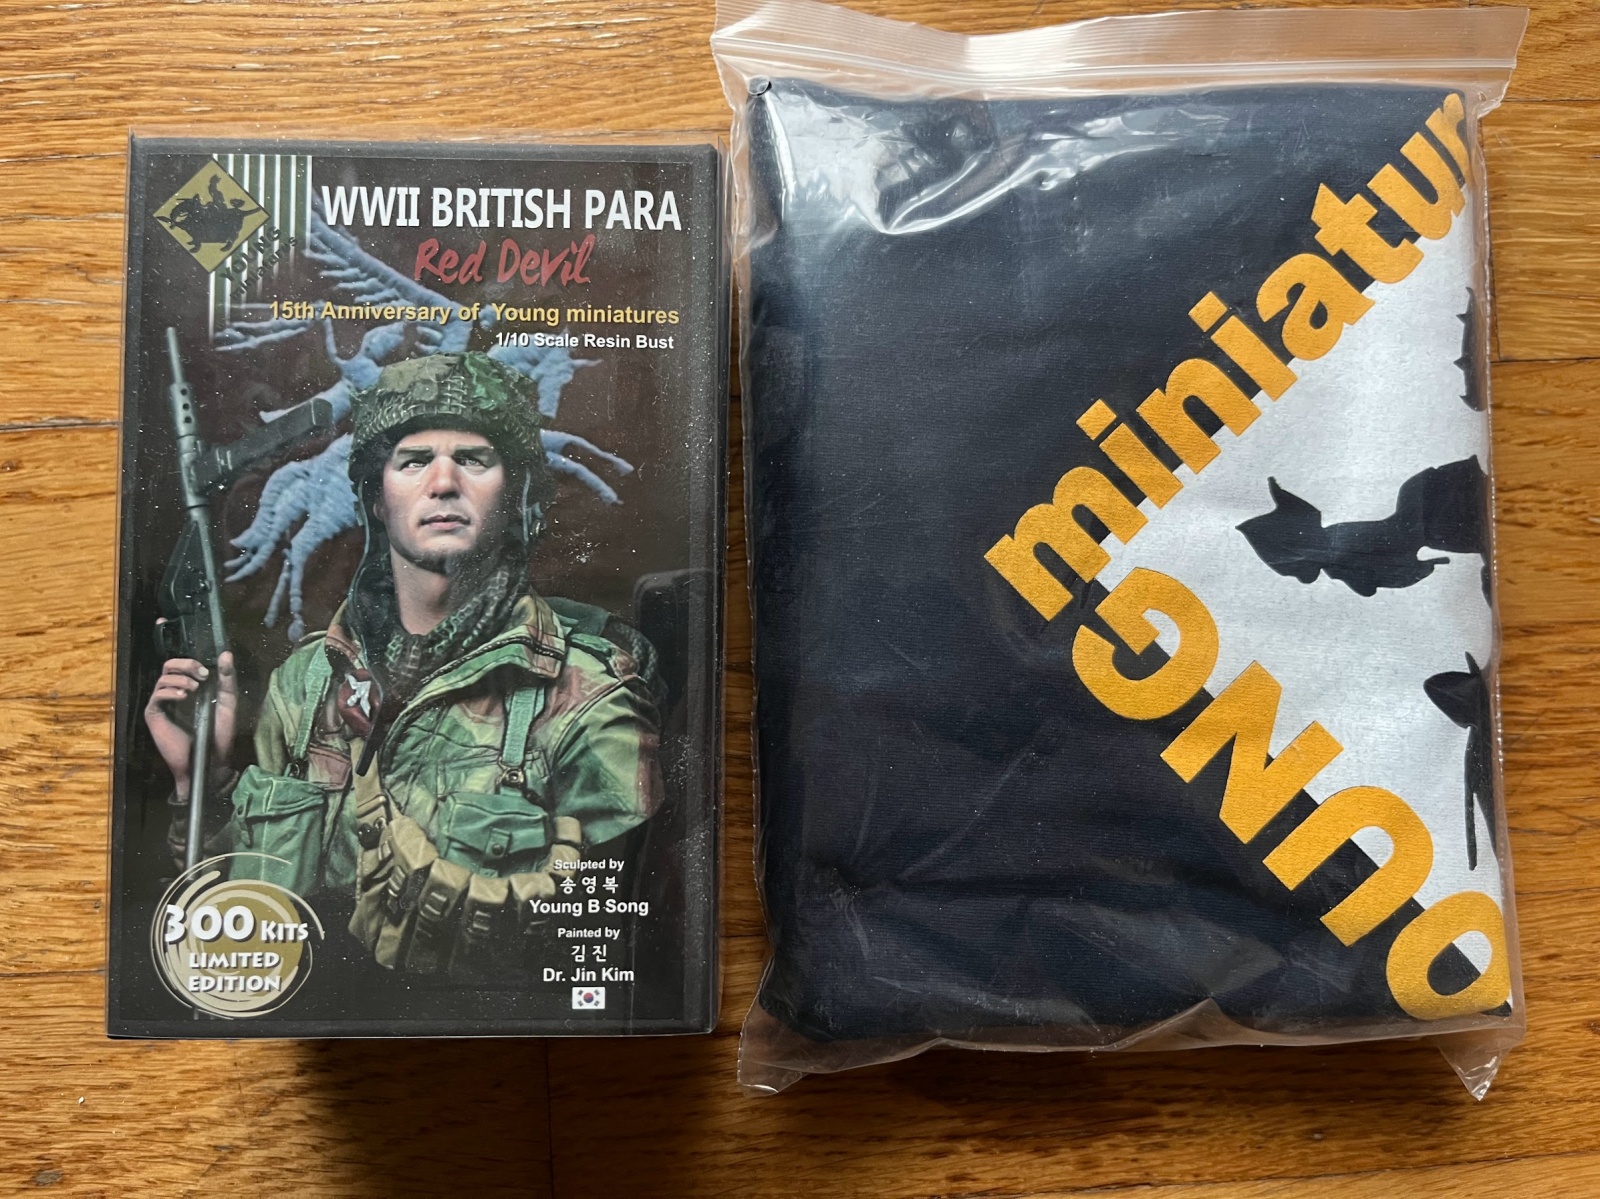 WWII BRITISH PARA
Red Devil
15th Anniversary of Young miniatures
1/10 Scale Resin Bust
YOUNG
Sculpted by
송 영 복
Young B Song
Painted by
김 진
Dr. Jin Kim
300 KITS
LIMITED
EDITION
miniatur
OUNG